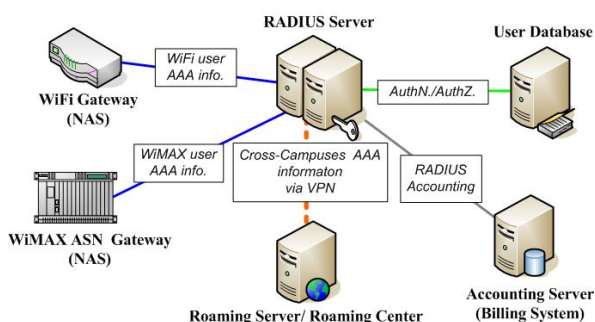 RADIUS Server
User Database
WiFi user
AAA info.
AuthN./AuthZ.
WiFi Gateway
(NAS)
WiMAX user
AAA info.
Cross-Campuses AAA
informaton
via VPN
RADIUS
Accounting
WiMAX ASN Gateway
(NAS)
Accounting Server
(Billing System)
Roaming Server/ Roaming Center